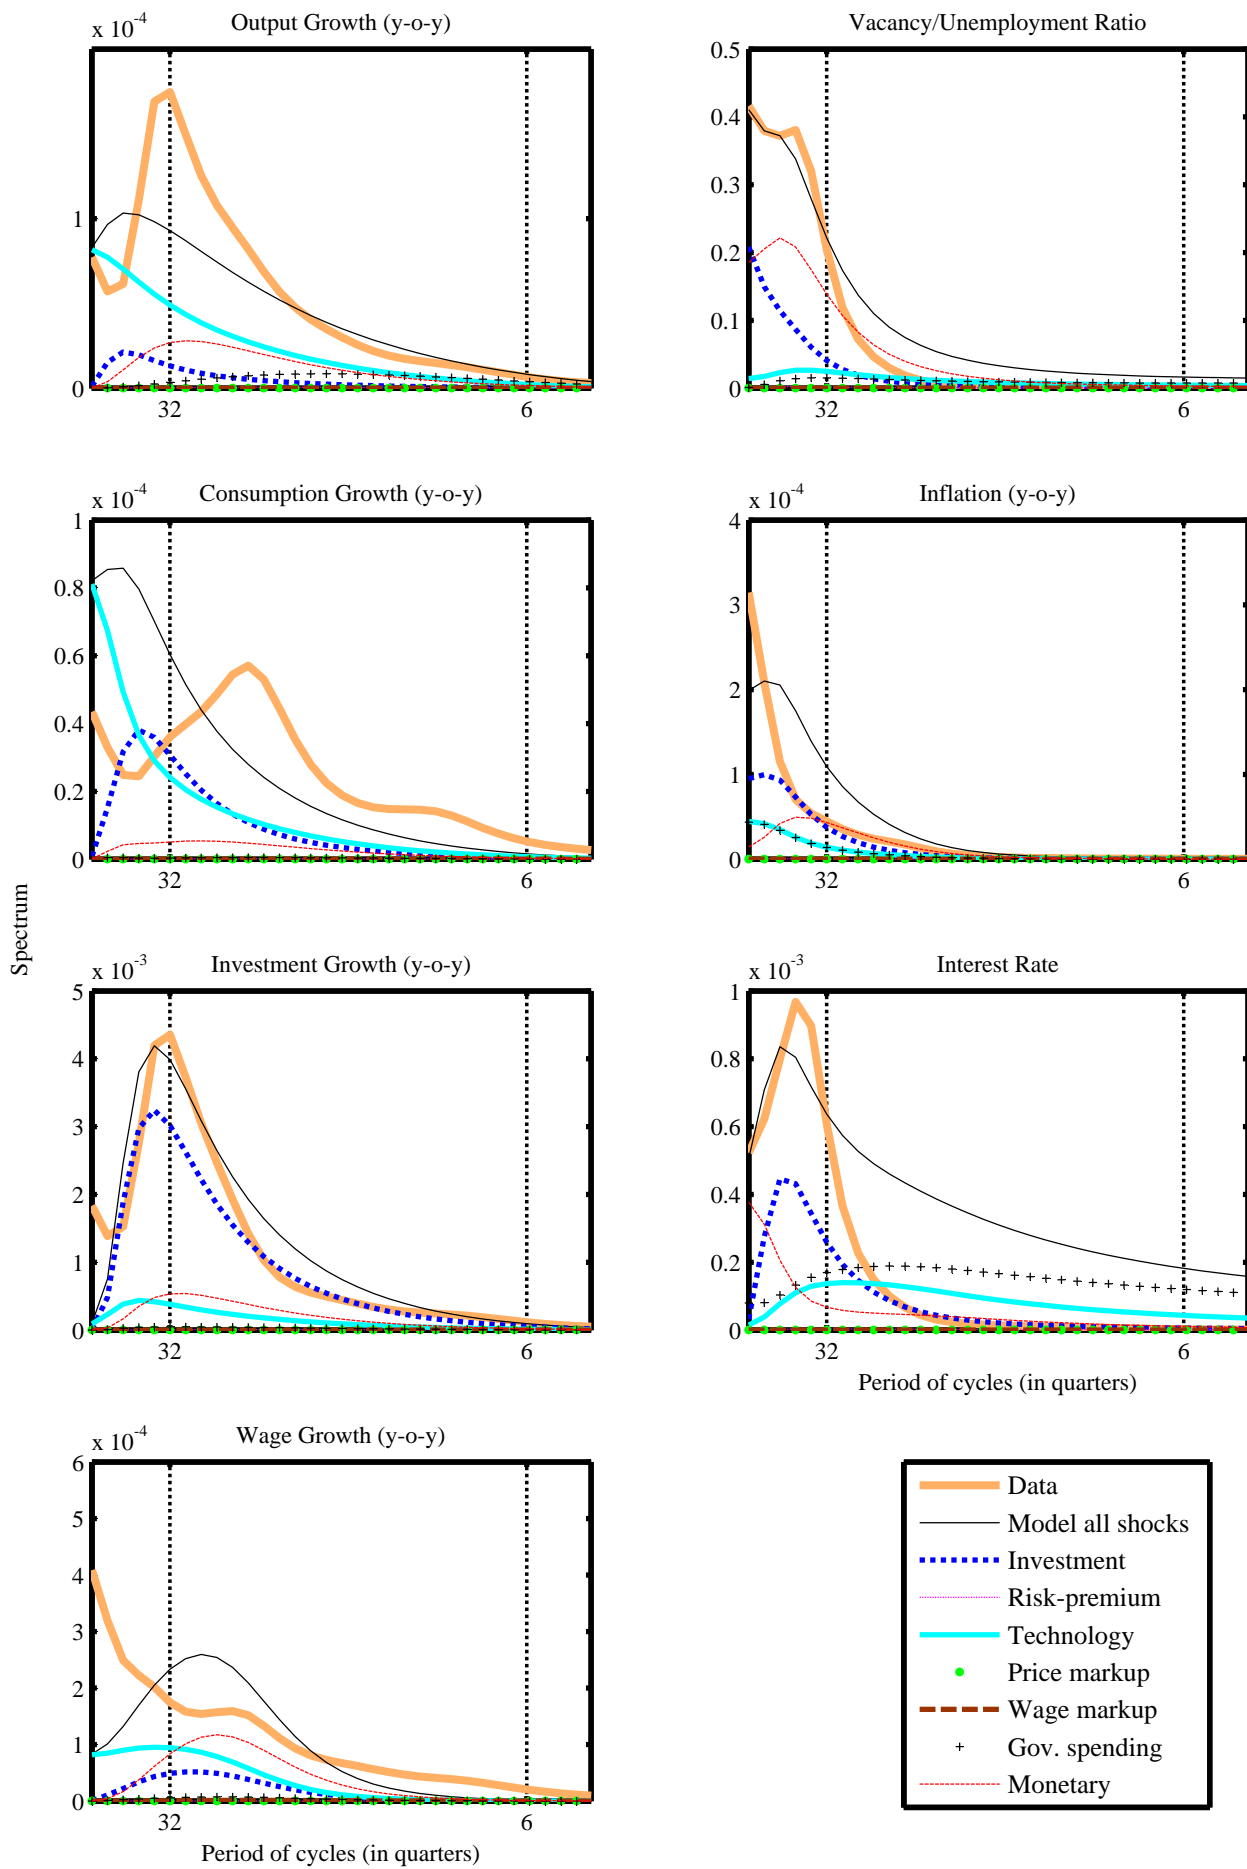 x 10-4
Output Growth (y-o-y)
1
0
32
6
Vacancy/Unemployment Ratio
0.5
0.4
0.3
0.2
0.1
0
32
6
x 10-4
Consumption Growth (y-o-y)
1
0.8
0.6
0.4
0.2
0
32
6
x 10-4
Inflation (y-o-y)
4
3
2
1
0
32
6
Spectrum
x 10-3
Investment Growth (y-o-y)
5
4
3
2
1
0
32
6
x 10-3
Interest Rate
1
0.8
0.6
0.4
0.2
0
32
6
Period of cycles (in quarters)
x 10-4
Wage Growth (y-o-y)
6
5
4
3
2
1
0
32
6
Period of cycles (in quarters)
Data
Model all shocks
Investment
Risk-premium
Technology
Price markup
Wage markup
Gov. spending
Monetary